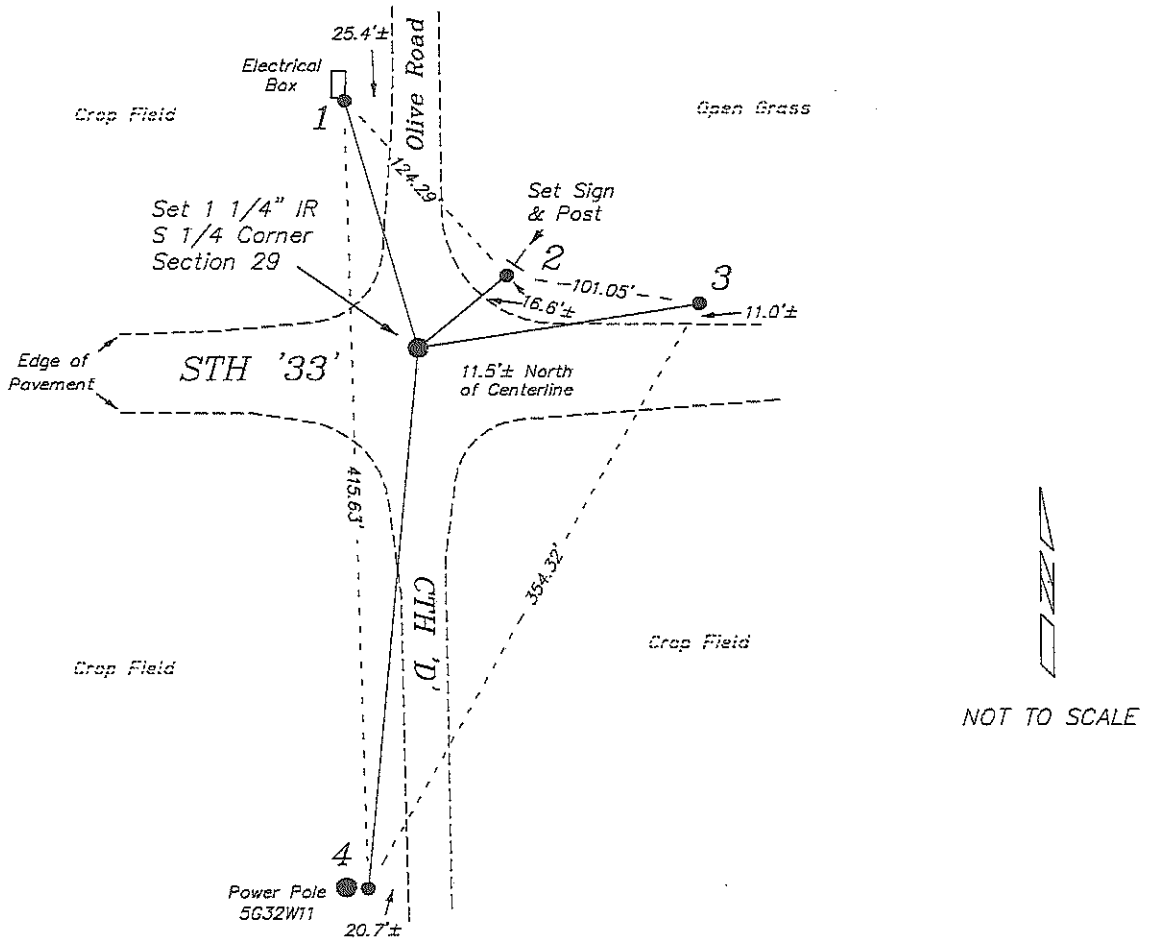 25.4'±
Electrical
Box
Olive Road
Crop Field
Open Grass
1
124.29
Set Sign
& Post
Set 1 1/4" IR
S 1/4 Corner
Section 29
2
3
101.05'
16.6'±
11.0'±
Edge of
Pavement
STH '33'
11.5'± North
of Centerline
415.63'
354.32'
CTH 'D'
Crop Field
Crop Field
N
NOT TO SCALE
4
Power Pole
5G32W11
20.7'±